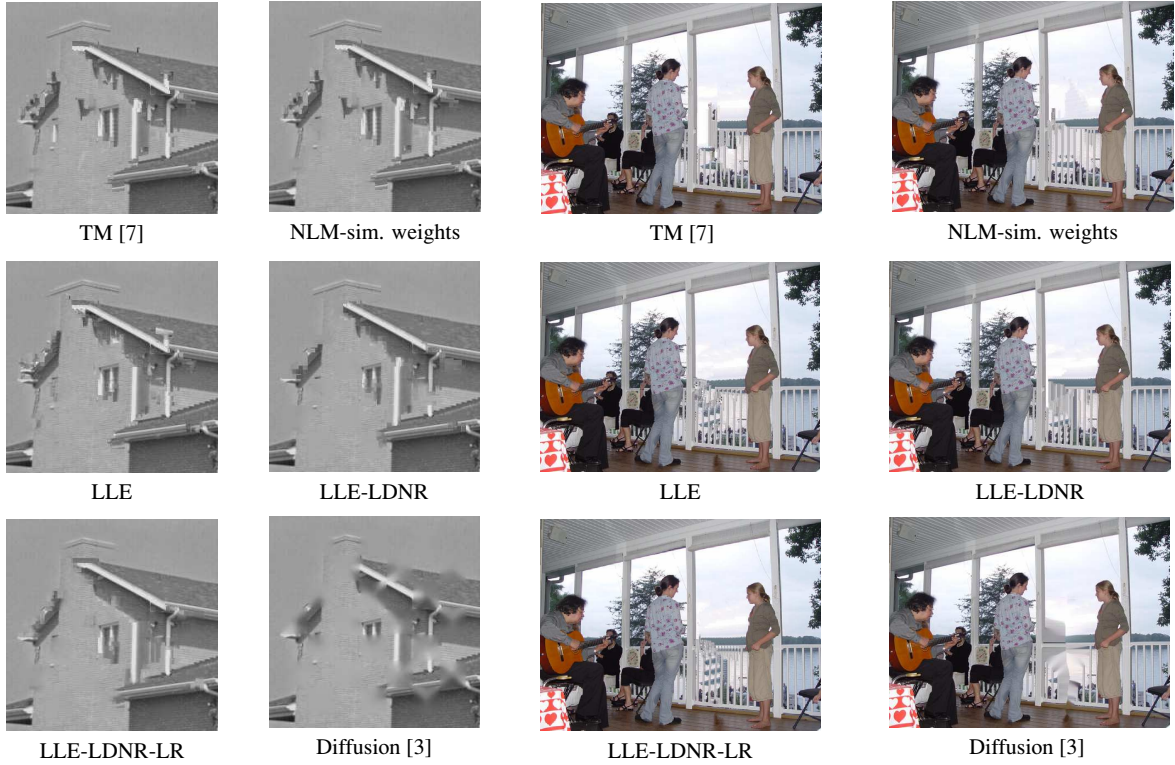 TM [7]
NLM-sim. weights
TM [7]
NLM-sim. weights
LLE
LLE-LDNR
LLE
LLE-LDNR
LLE-LDNR-LR
Diffusion [3]
LLE-LDNR-LR
Diffusion [3]